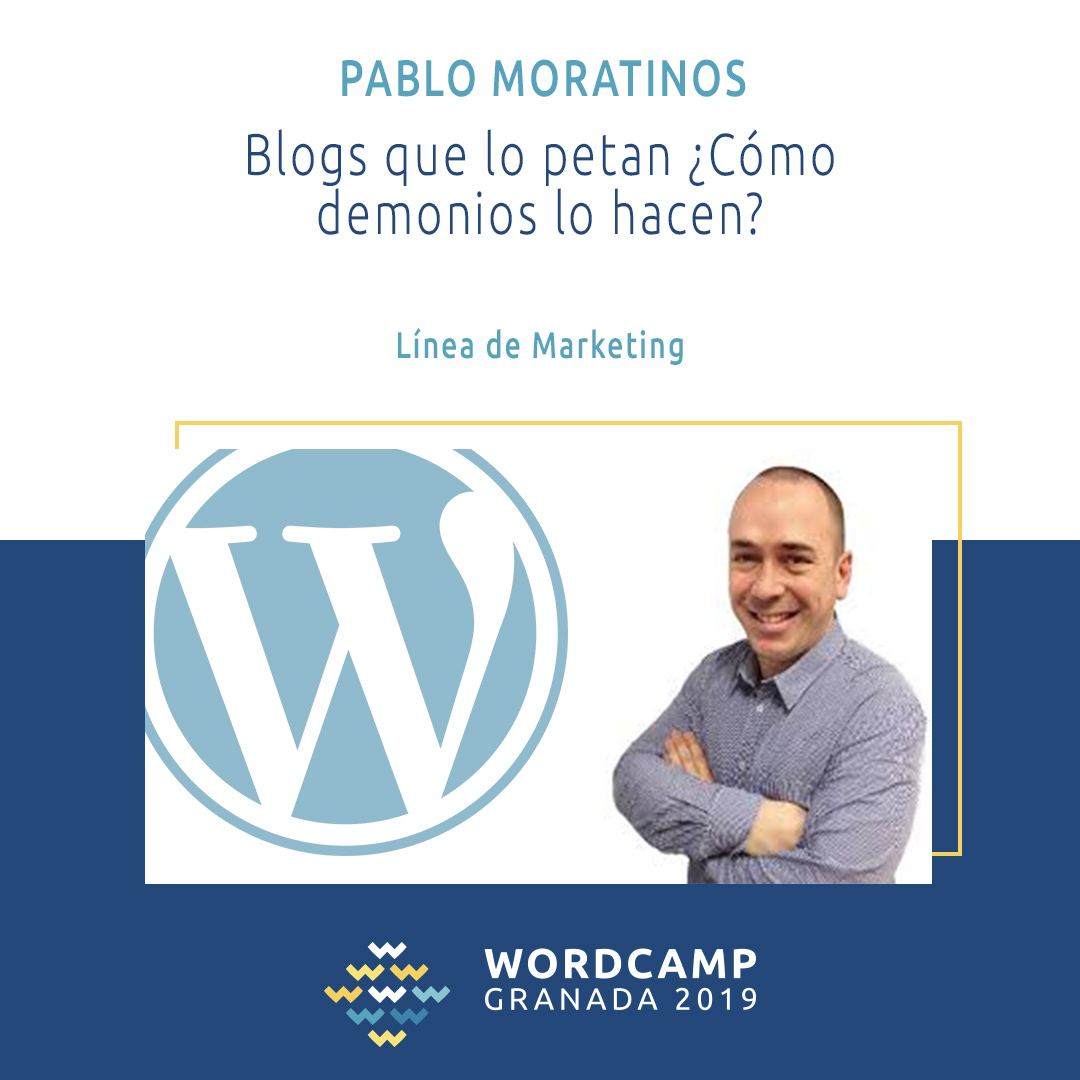 PABLO MORATINOS
Blogs que lo petan ¿Cómo
demonios lo hacen?
Línea de Marketing
WORDCAMP
GRANADA 2019